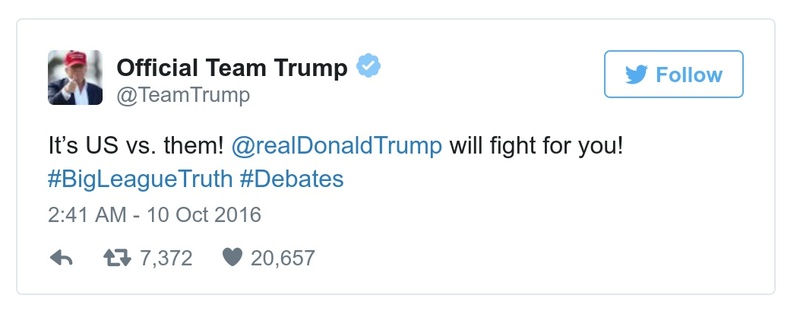 Official Team Trump
@TeamTrump
Follow
It’s US vs. them! @realDonaldTrump will fight for you!
#BigLeagueTruth #Debates
2:41 AM - 10 Oct 2016
7,372 20,657